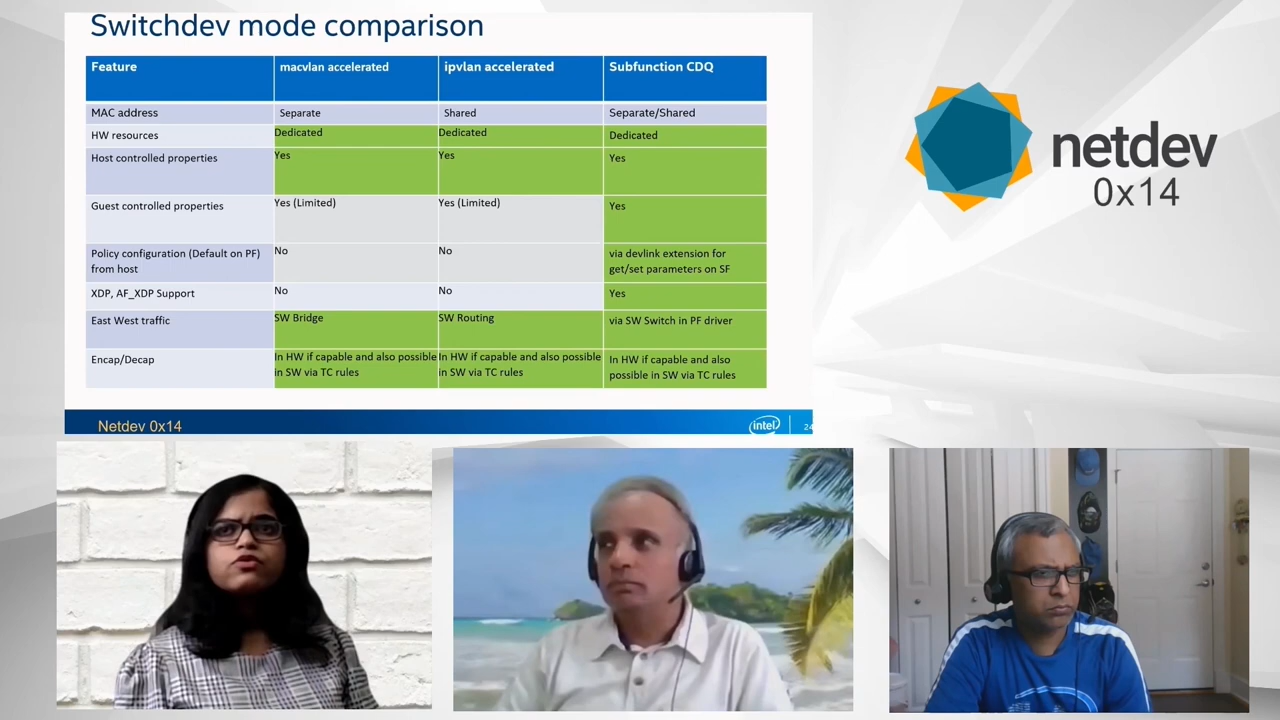 Switchdev mode comparison
Feature macvlan accelerated ipvlan accelerated Subfunction CDQ
MAC address Separate Shared Separate/Shared
HW resources Dedicated Dedicated Dedicated
Host controlled properties Yes Yes Yes
Guest controlled properties Yes (Limited) Yes (Limited) Yes
Policy configuration (Default on PF) No No via devlink extension for
from host get/set parameters on SF
XDP, AF_XDP Support No No Yes
East West traffic SW Bridge SW Routing via SW Switch in PF driver
Encap/Decap In HW if capable and also possible In HW if capable and also possible In HW if capable and also
in SW via TC rules in SW via TC rules possible in SW via TC rules
Netdev 0x14 intel 24
netdev
0x14